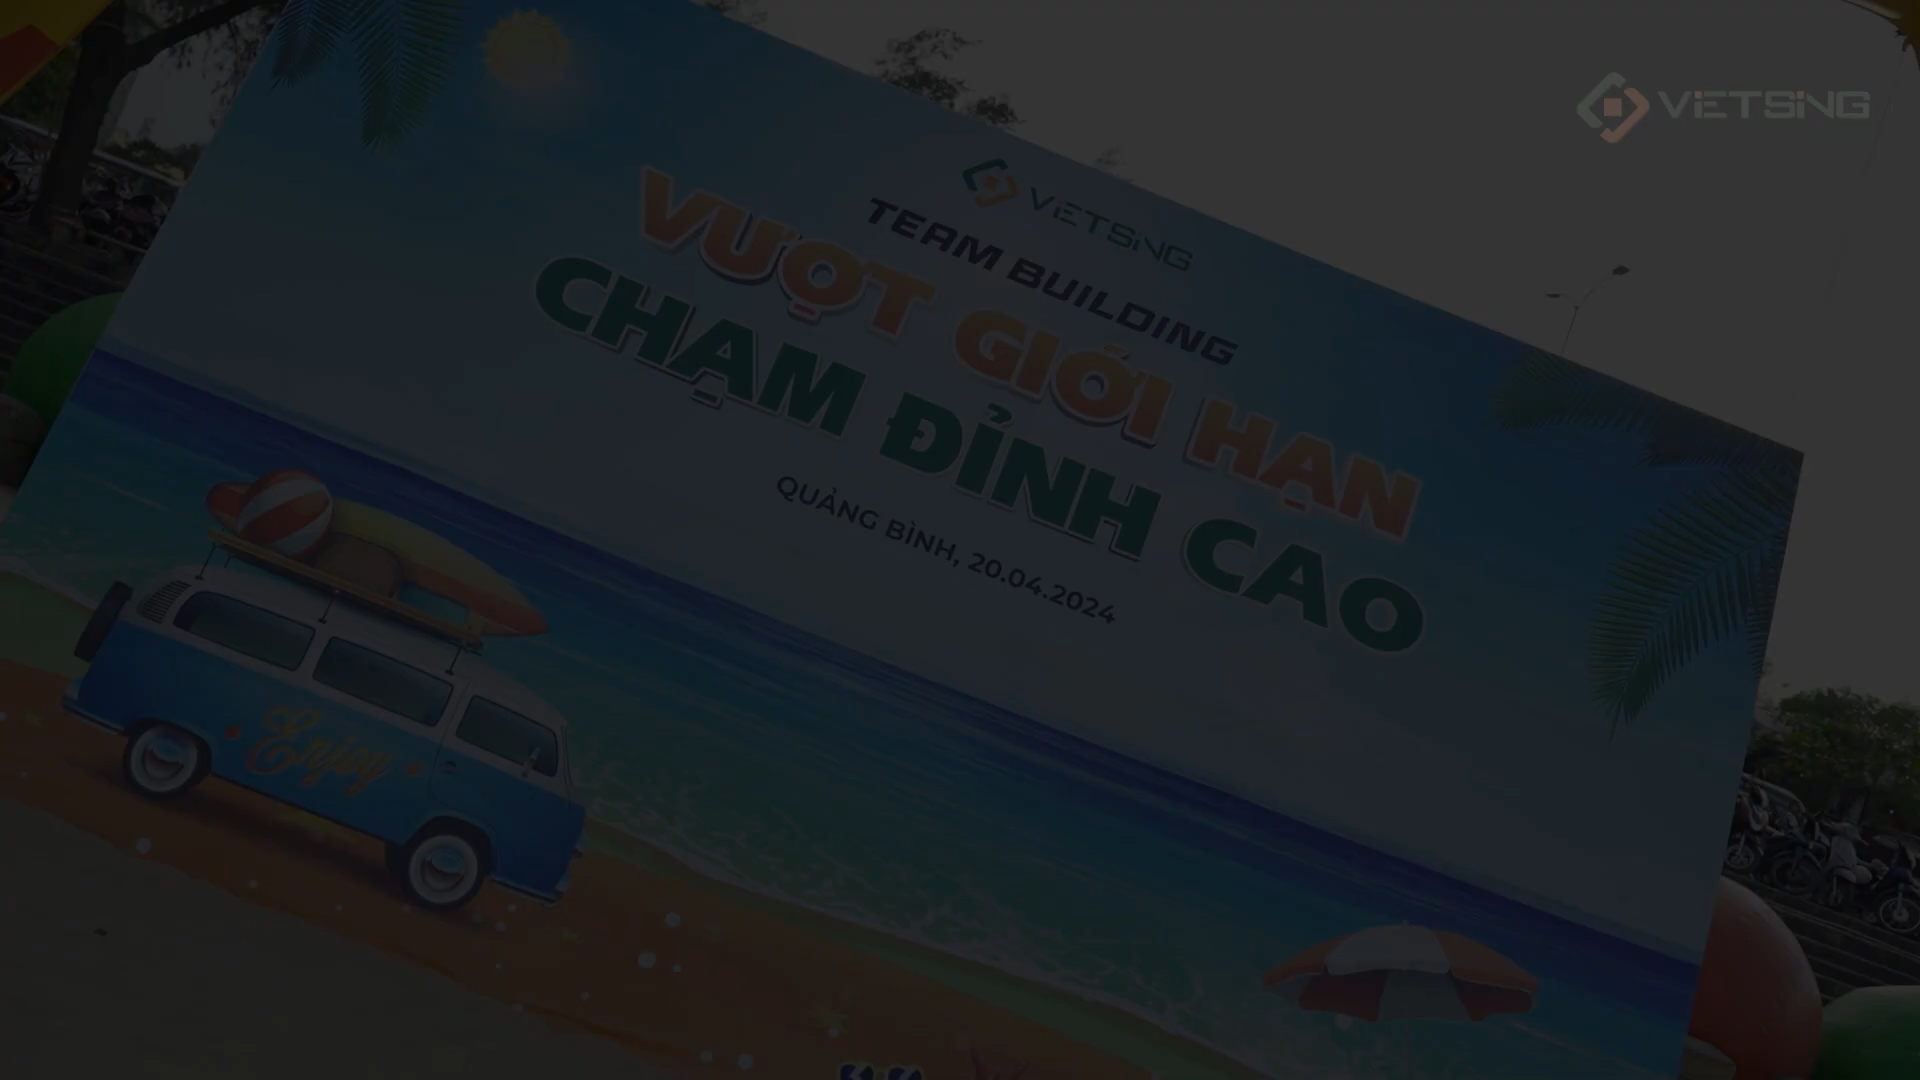 VIETSING
VIETSING
TEAM BUILDING
VƯỢT GIỚI HẠN
CHẠM ĐỈNH CAO
QUẢNG BÌNH, 20.04.2024
Enjoy